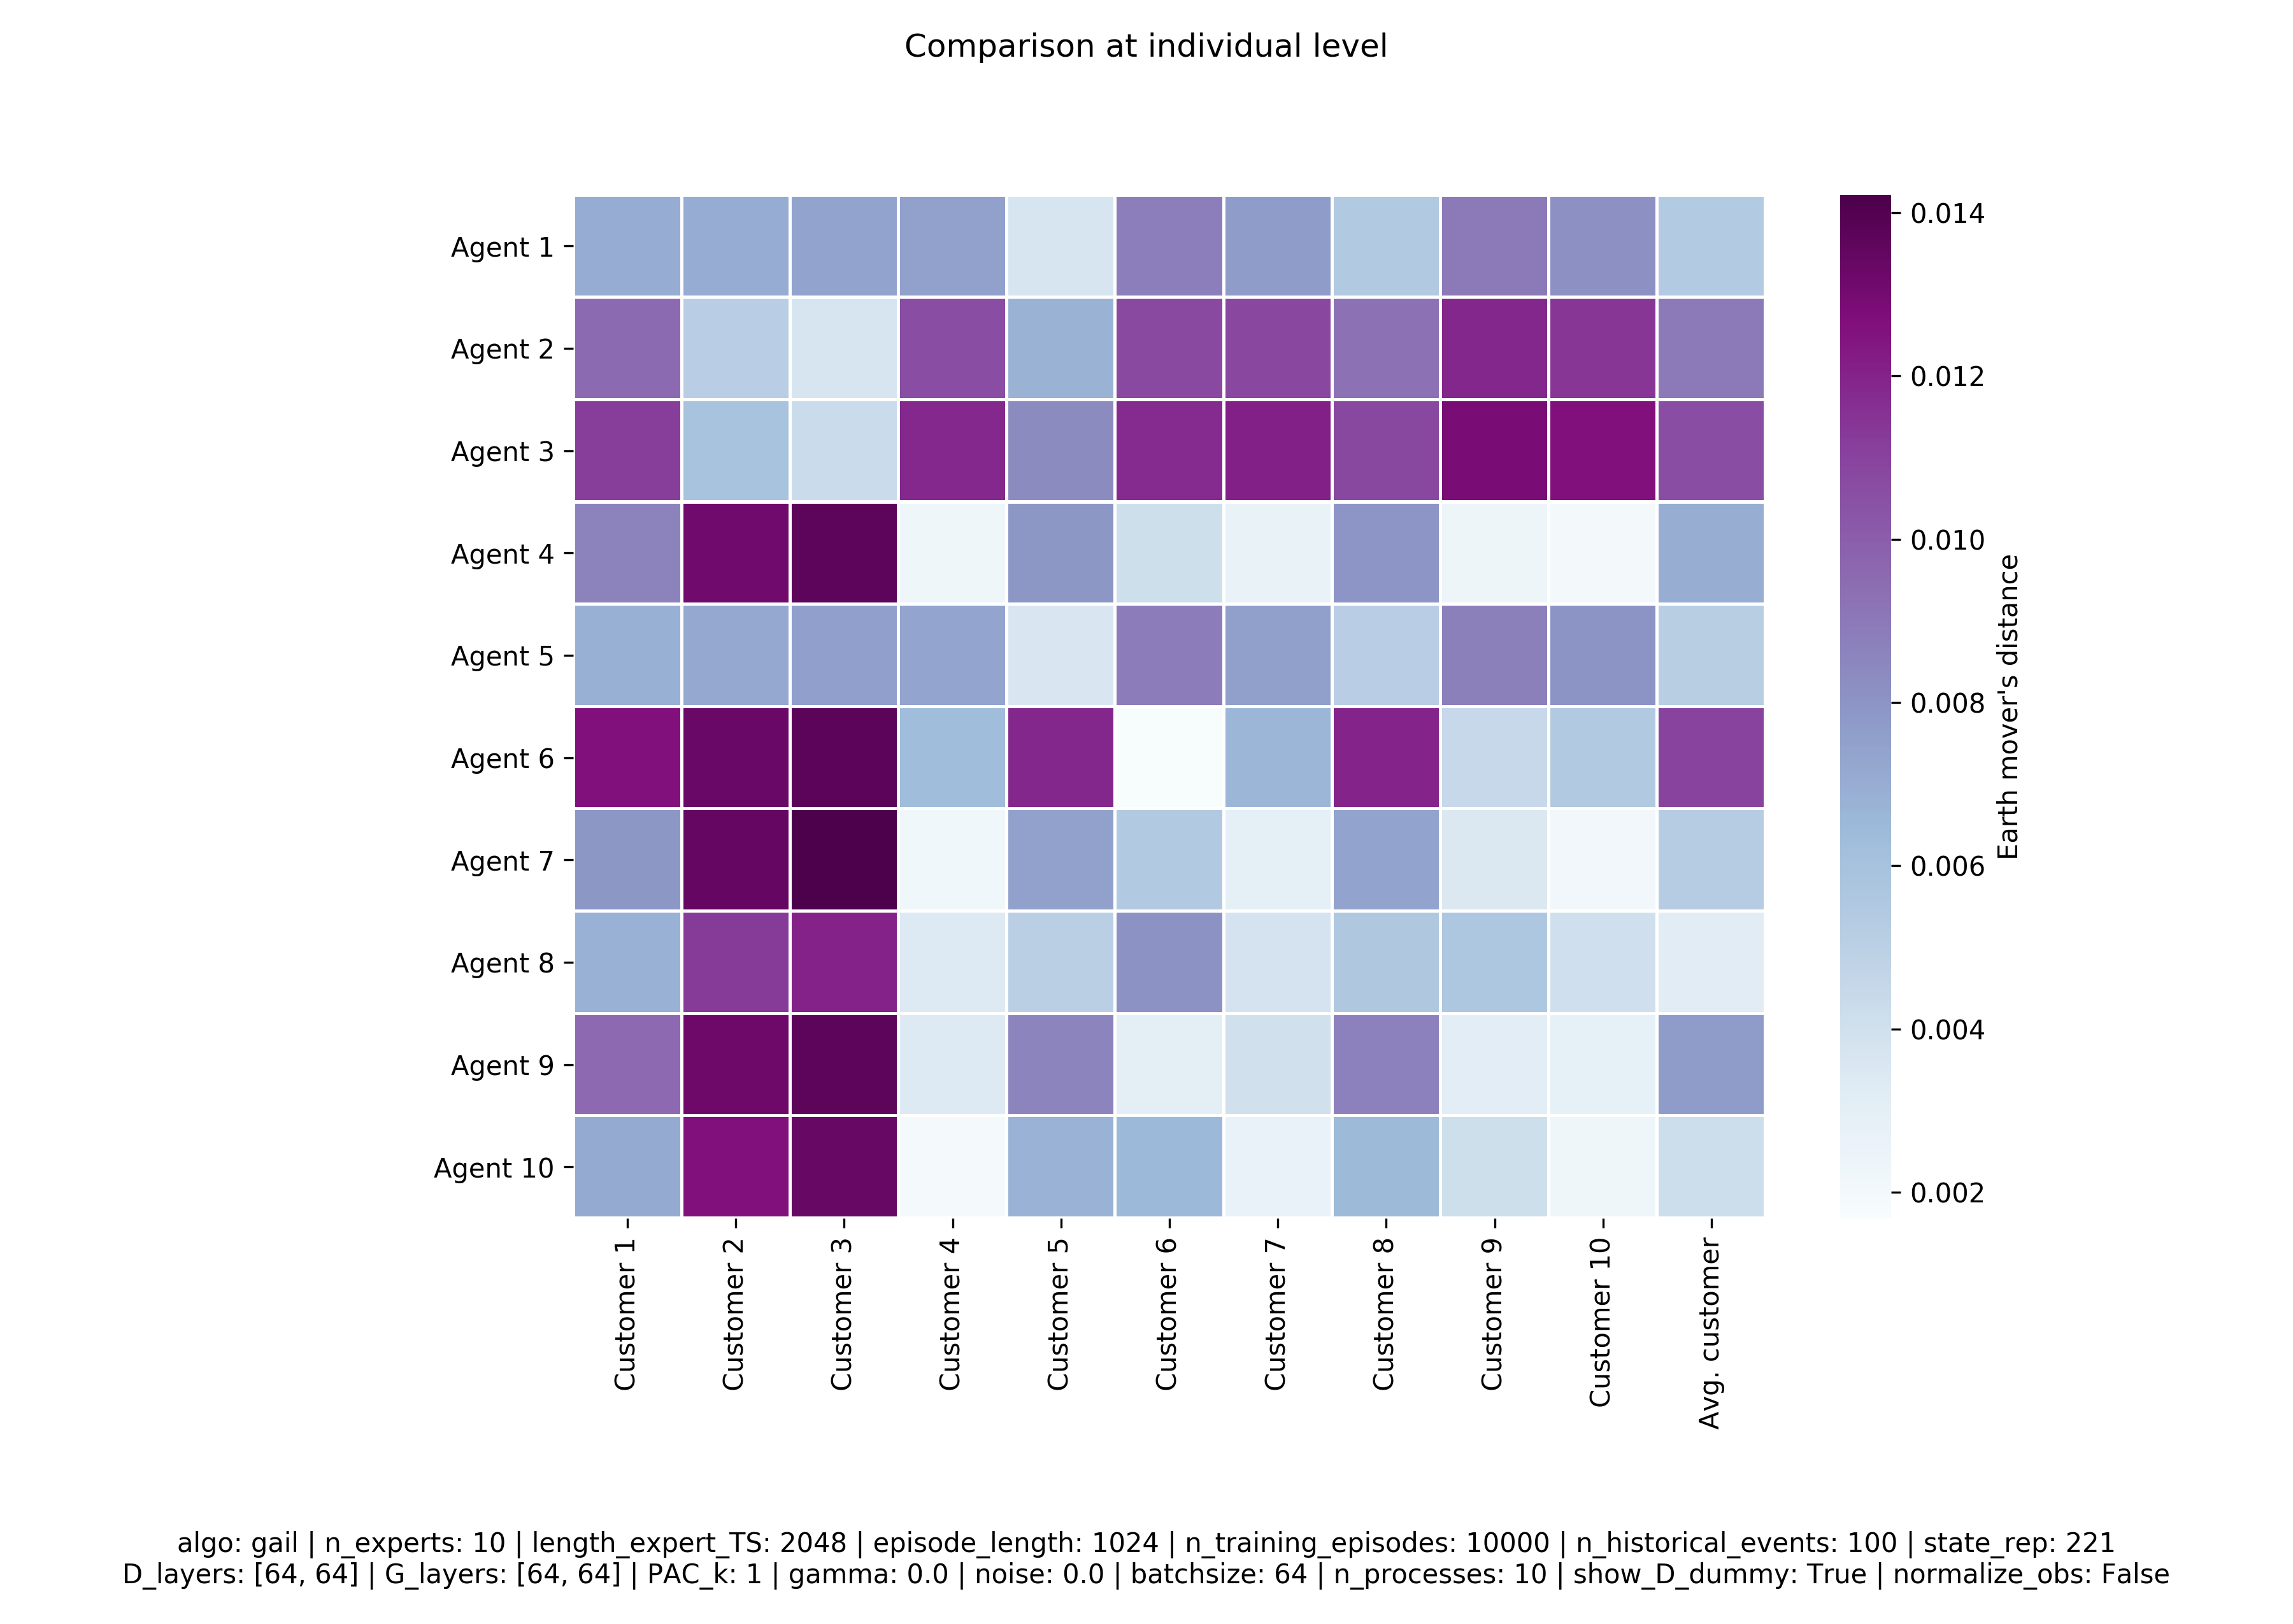 Comparison at individual level
Agent 1
Agent 2
Agent 3
Agent 4
Agent 5
Agent 6
Agent 7
Agent 8
Agent 9
Agent 10
Customer 1
Customer 2
Customer 3
Customer 4
Customer 5
Customer 6
Customer 7
Customer 8
Customer 9
Customer 10
Avg. customer
0.014
0.012
0.010
0.008
0.006
0.004
0.002
Earth mover's distance
algo: gail | n_experts: 10 | length_expert_TS: 2048 | episode_length: 1024 | n_training_episodes: 10000 | n_historical_events: 100 | state_rep: 221
D_layers: [64, 64] | G_layers: [64, 64] | PAC_k: 1 | gamma: 0.0 | noise: 0.0 | batchsize: 64 | n_processes: 10 | show_D_dummy: True | normalize_obs: False